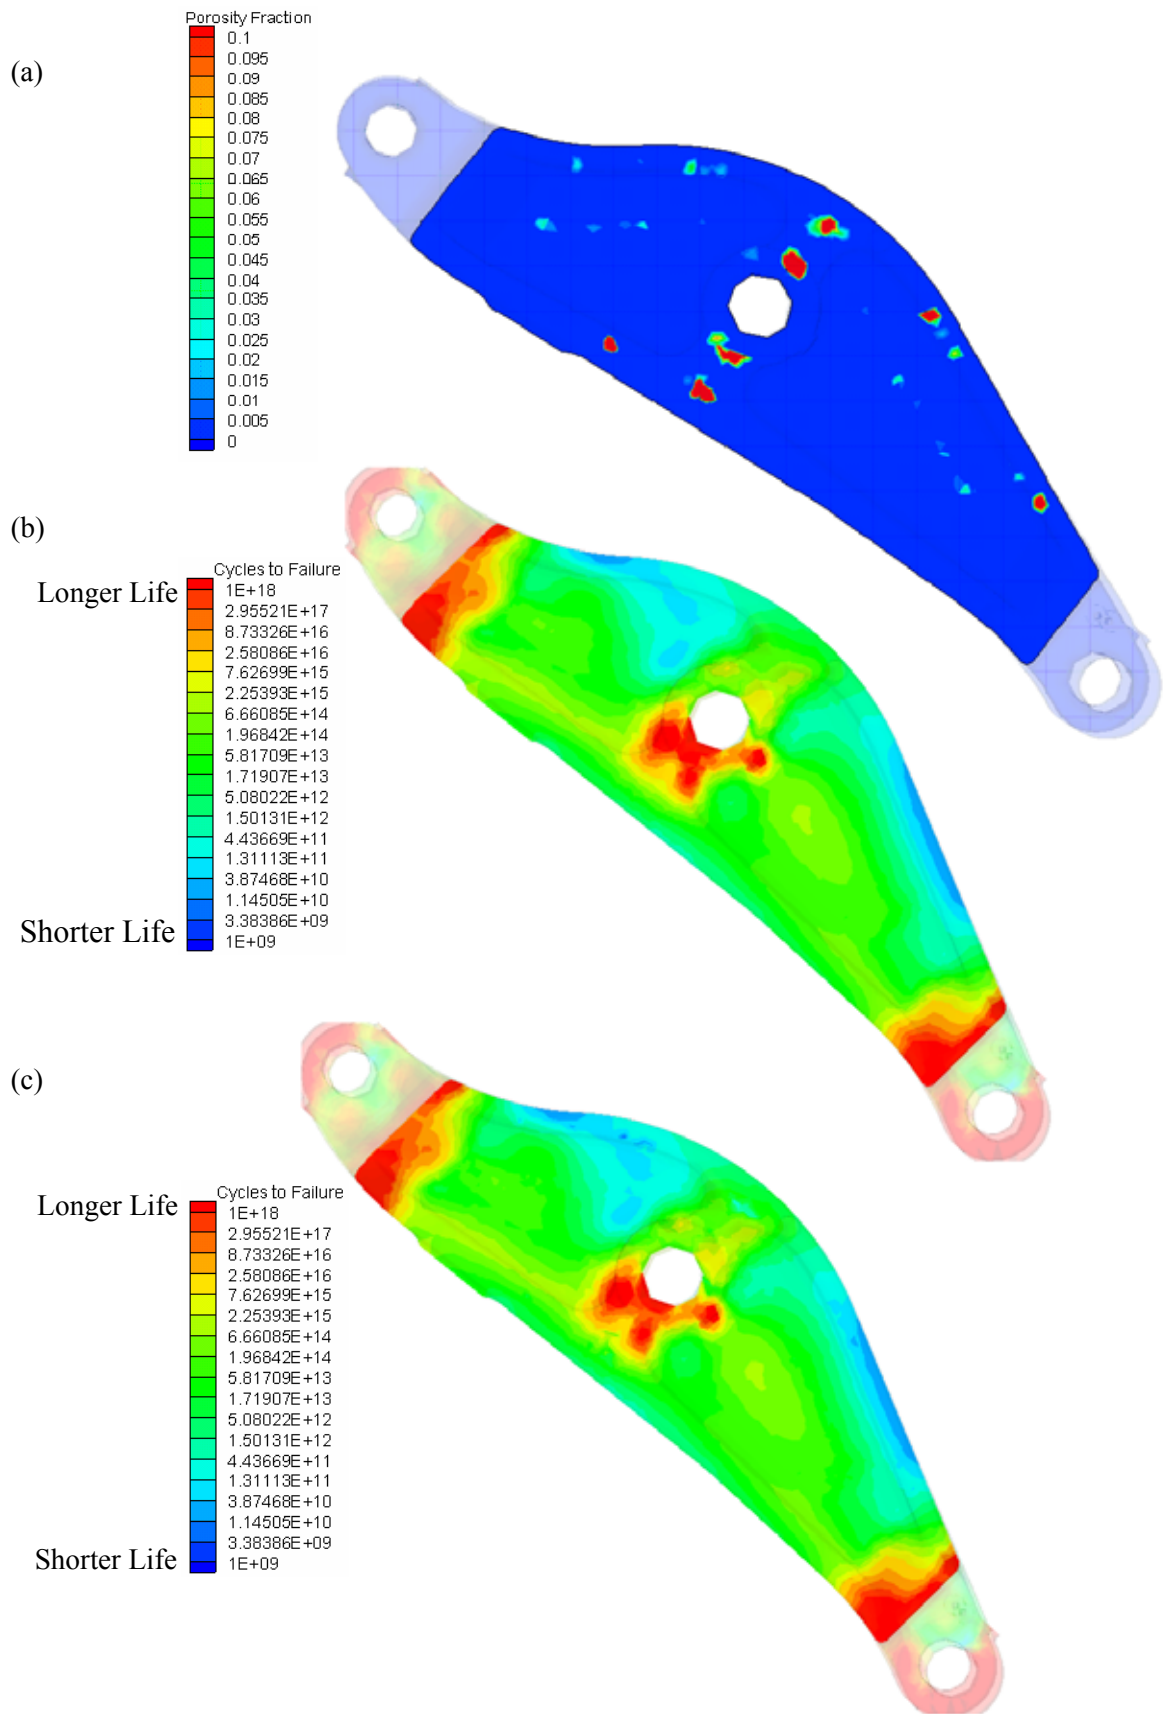 Porosity Fraction
(a)
0.1
0.095
0.09
0.085
0.08
0.075
0.07
0.065
0.06
0.055
0.05
0.045
0.04
0.035
0.03
0.025
0.02
0.015
0.01
0.005
0
(b)
Cycles to Failure
Longer Life
1E+18
2.95521E+17
8.73326E+16
2.58086E+16
7.62699E+15
2.25393E+15
6.66085E+14
1.96842E+14
5.81709E+13
1.71907E+13
5.08022E+12
1.50131E+12
4.43669E+11
1.31113E+11
3.87468E+10
1.14505E+10
3.38386E+09
Shorter Life
1E+09
(c)
Cycles to Failure
Longer Life
1E+18
2.95521E+17
8.73326E+16
2.58086E+16
7.62699E+15
2.25393E+15
6.66085E+14
1.96842E+14
5.81709E+13
1.71907E+13
5.08022E+12
1.50131E+12
4.43669E+11
1.31113E+11
3.87468E+10
1.14505E+10
3.38386E+09
Shorter Life
1E+09